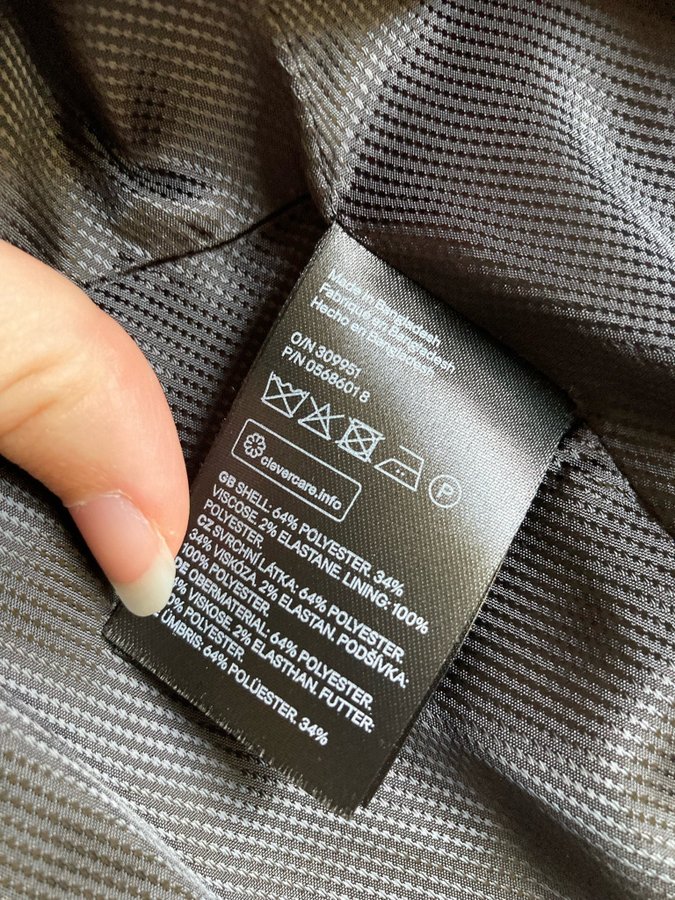 Made in Bangladesh
Fabriqué en Bangladesh
Hecho en Bangladesh
O/N 309951
P/N 05686018
P
clevercare.info
GB SHELL: 64% POLYESTER. 34%
VISCOSE. 2% ELASTANE. LINING: 100%
POLYESTER.
CZ SVRCHNÍ LÁTKA: 64% POLYESTER.
34% VISKÓZA. 2% ELASTAN. PODŠÍVKA:
100% POLYESTER.
DE OBERMATERIAL: 64% POLYESTER.
VISKOSE. 2% ELASTHAN. FUTTER:
POLYESTER.
ÜMBRIS: 64% POLÜESTER. 34%